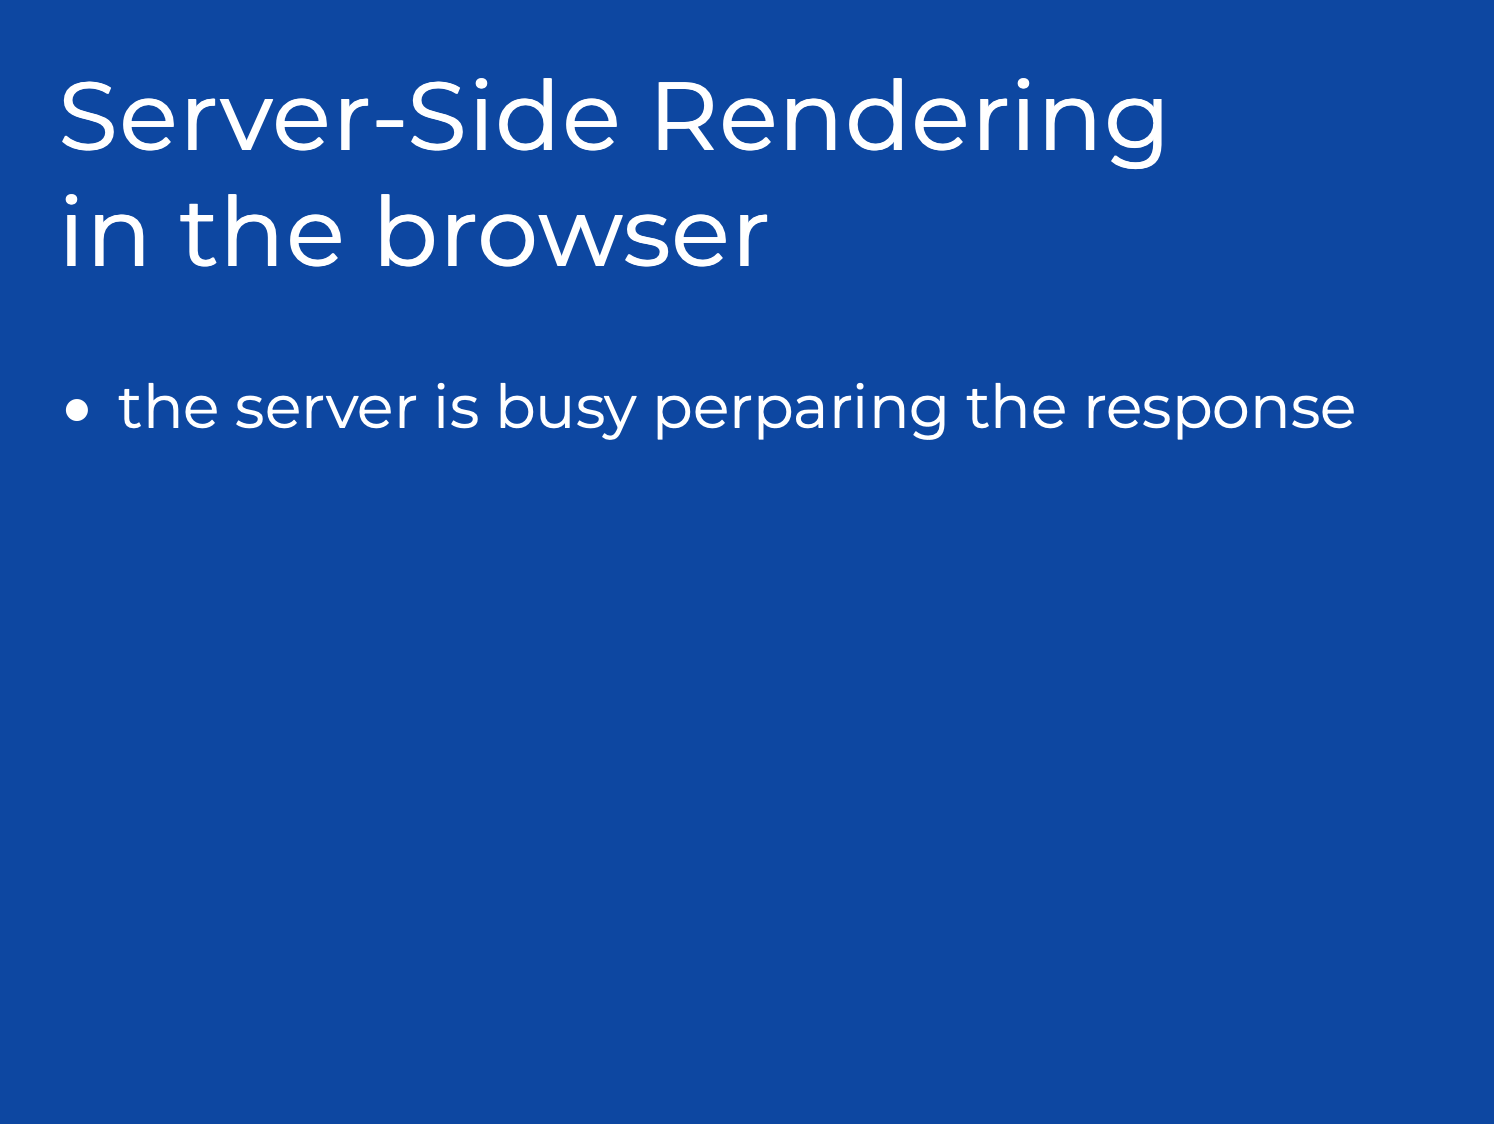 Server-Side Rendering
in the browser
• the server is busy perparing the response